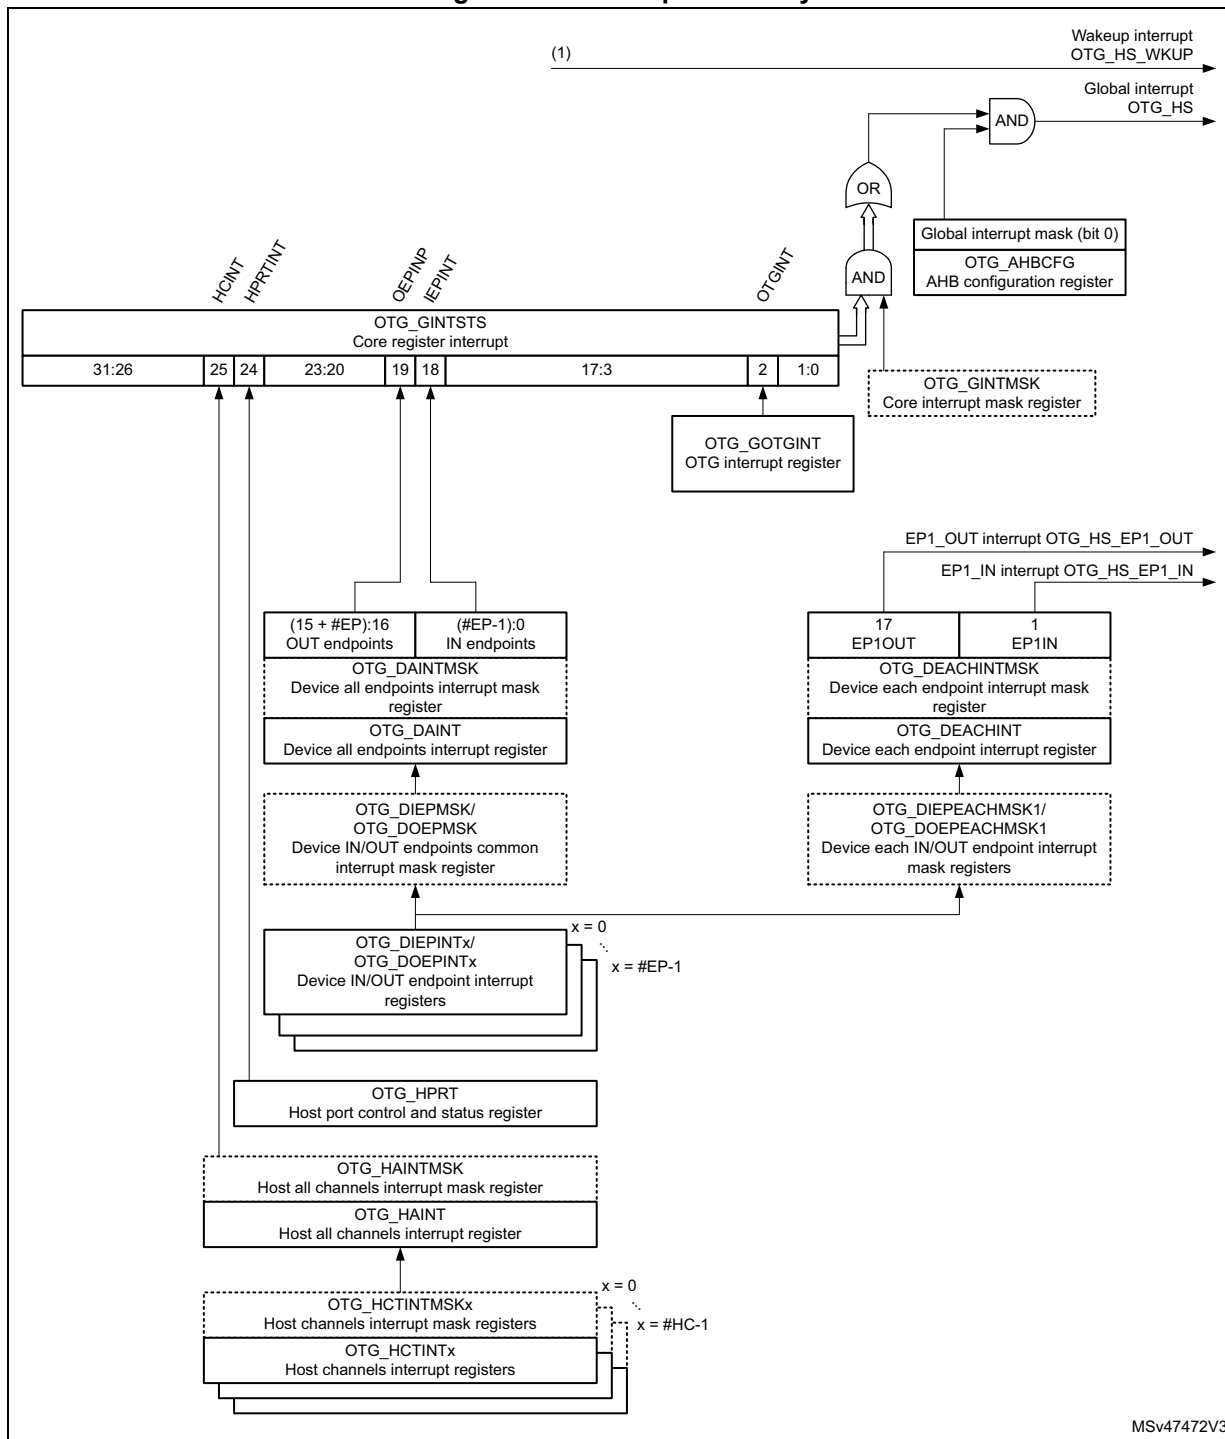 (1)
Wakeup interrupt
OTG_HS_WKUP
Global interrupt
OTG_HS
AND
OR
Global interrupt mask (bit 0)
OTG_AHBCFG
AHB configuration register
AND
HCINT
HPRTINT
OEPINP
IEPINT
OTGINT
OTG_GINTSTS
Core register interrupt
31:26
25
24
23:20
19
18
17:3
2
1:0
OTG_GINTMSK
Core interrupt mask register
OTG_GOTGINT
OTG interrupt register
EP1_OUT interrupt OTG_HS_EP1_OUT
EP1_IN interrupt OTG_HS_EP1_IN
(15 + #EP):16
OUT endpoints
(#EP-1):0
IN endpoints
OTG_DAINTMSK
Device all endpoints interrupt mask
register
OTG_DAINT
Device all endpoints interrupt register
17
EP1OUT
1
EP1IN
OTG_DEACHINTMSK
Device each endpoint interrupt mask
register
OTG_DEACHINT
Device each endpoint interrupt register
OTG_DIEPMSK/
OTG_DOEPMSK
Device IN/OUT endpoints common
interrupt mask register
OTG_DIEPEACHMSK1/
OTG_DOEPEACHMSK1
Device each IN/OUT endpoint interrupt
mask registers
OTG_DIEPINTx/
OTG_DOEPINTx
Device IN/OUT endpoint interrupt
registers
x = 0
x = #EP-1
OTG_HPRT
Host port control and status register
OTG_HAINTMSK
Host all channels interrupt mask register
OTG_HAINT
Host all channels interrupt register
OTG_HCTINTMSKx
Host channels interrupt mask registers
OTG_HCTINTx
Host channels interrupt registers
x = 0
x = #HC-1
MSv47472V3